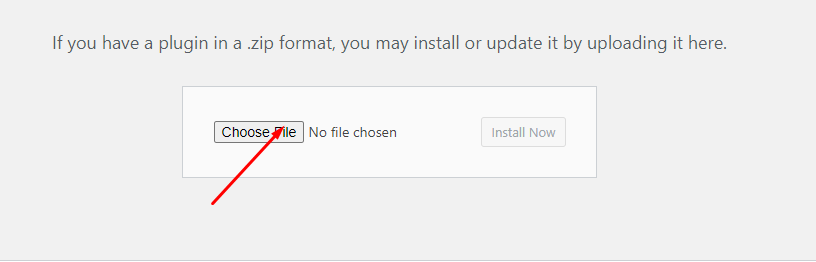 If you have a plugin in a .zip format, you may install or update it by uploading it here.
Choose File No file chosen Install Now